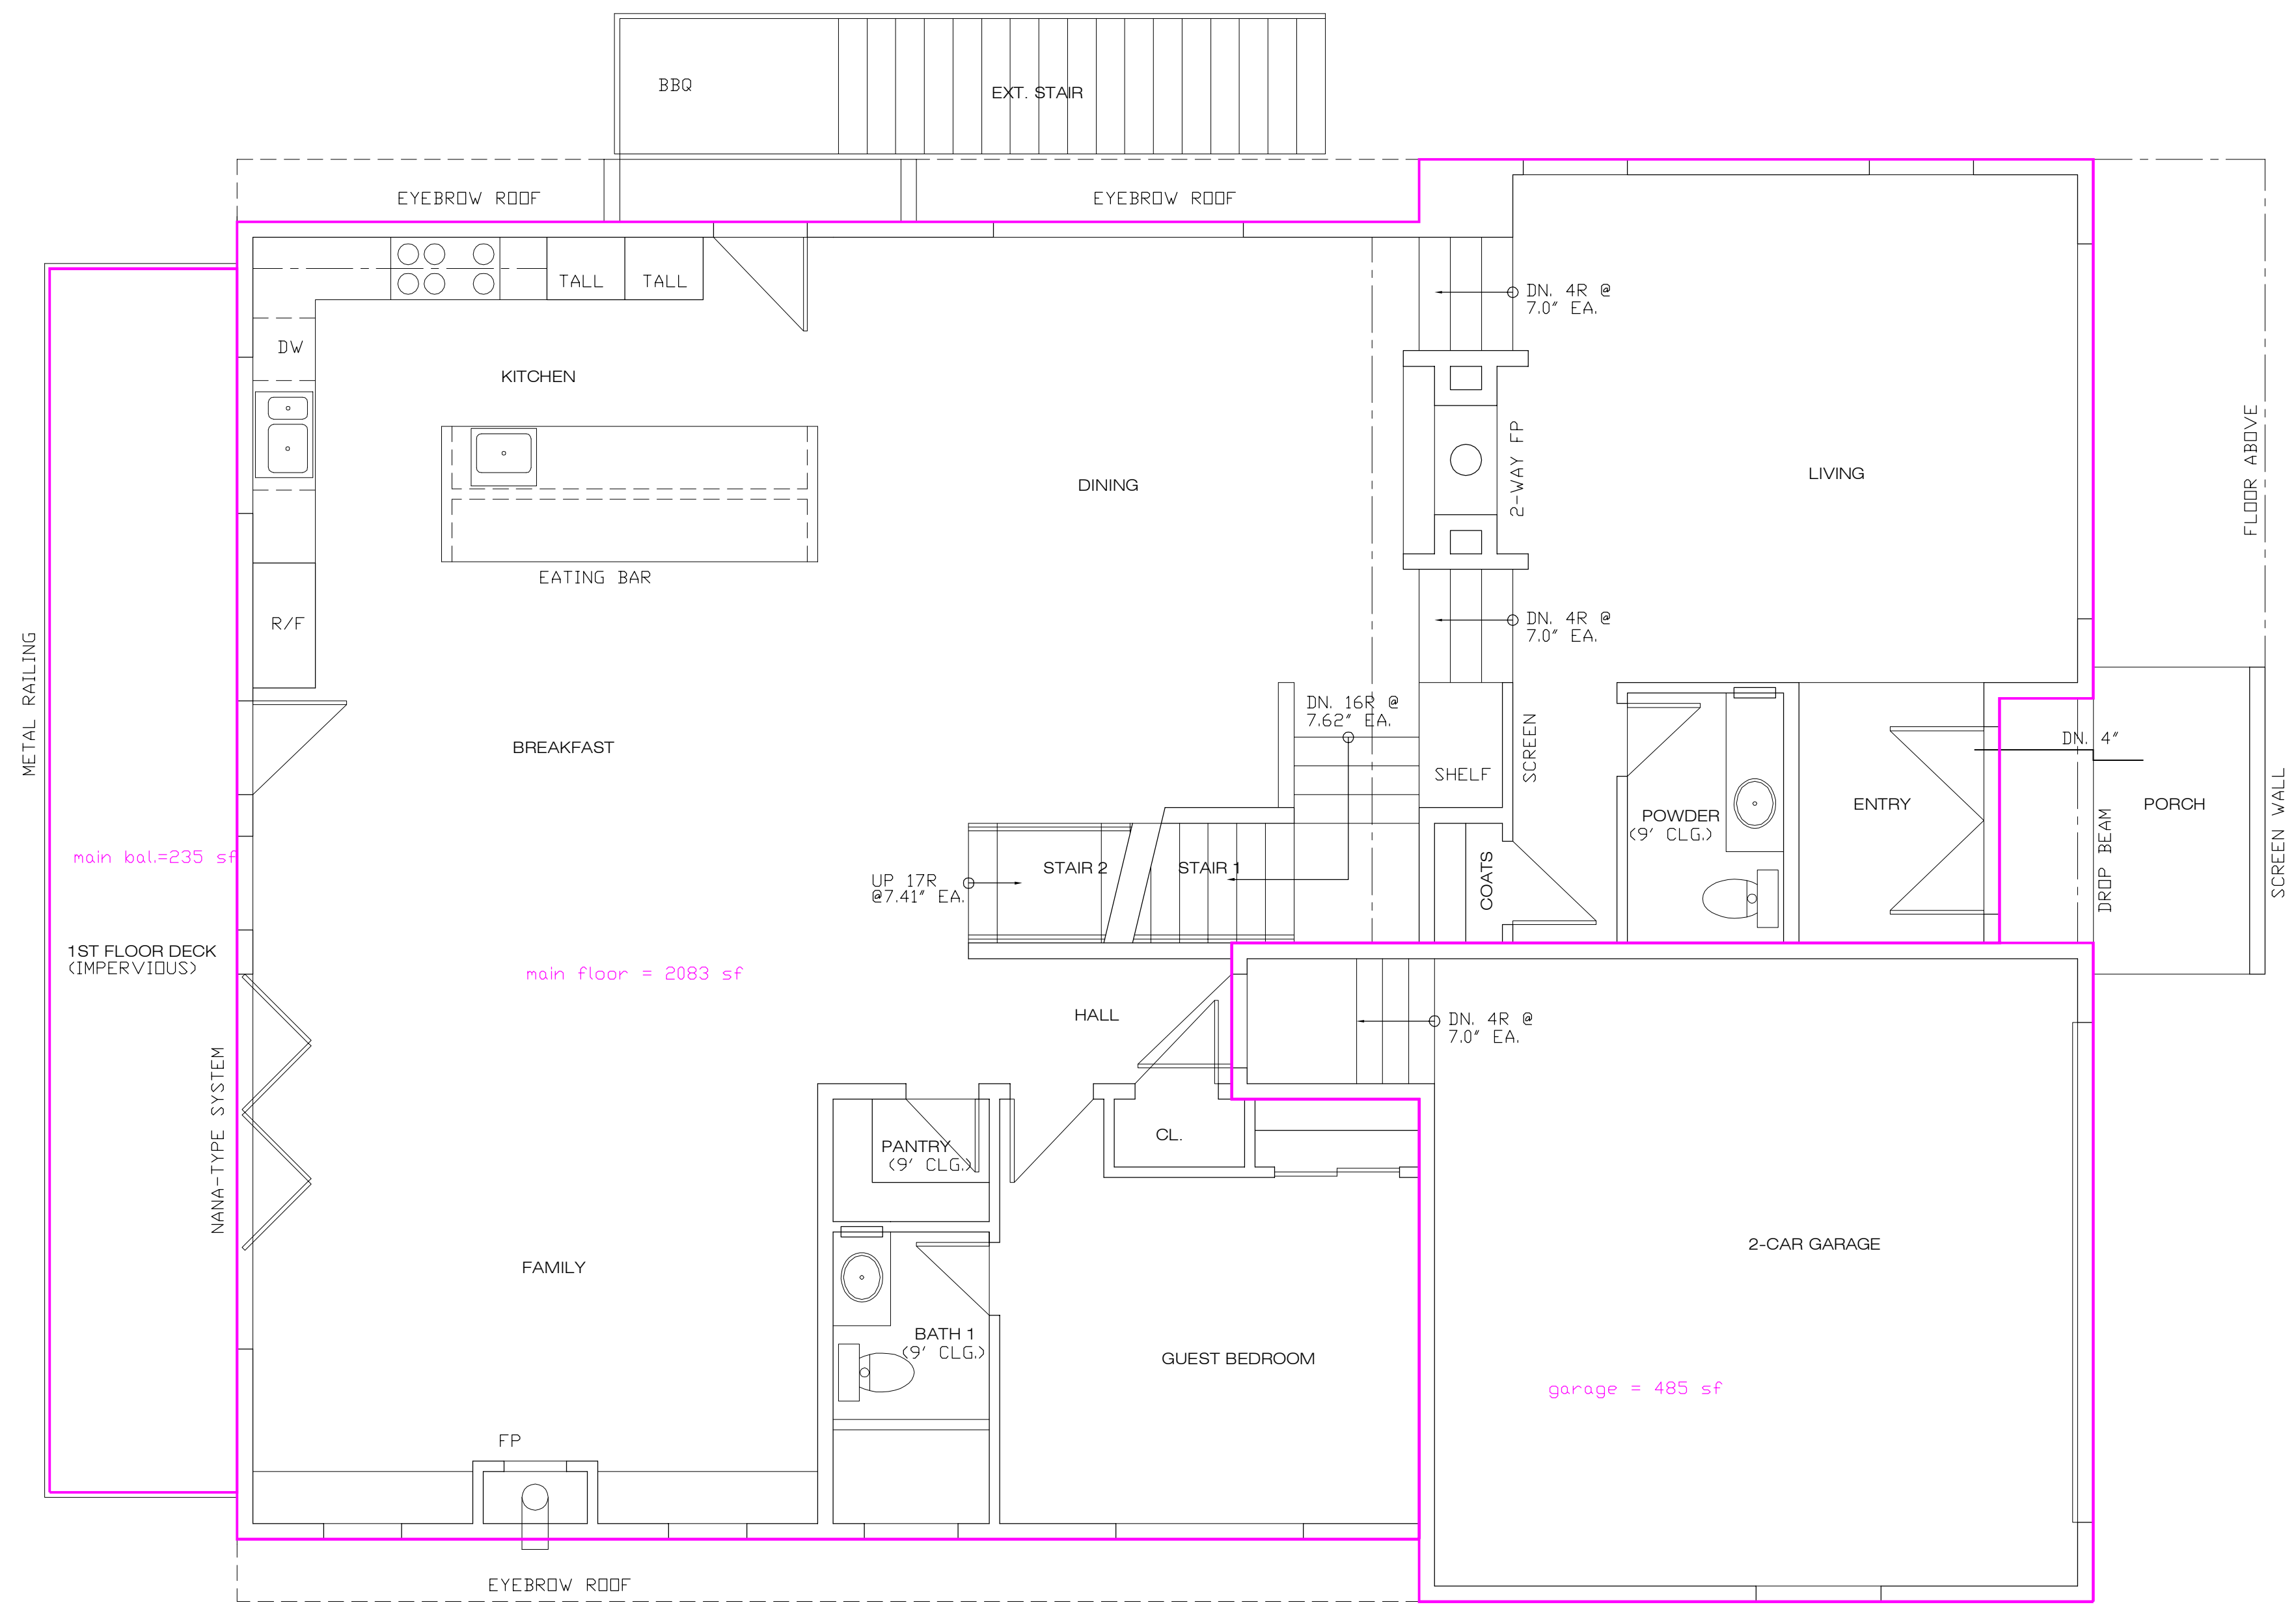 BBQ
EXT. STAIR
EYEBROW ROOF
EYEBROW ROOF
TALL
TALL
DN. 4R @
7.0" EA.
DW
KITCHEN
2-WAY FP
LIVING
FLOOR ABOVE
DINING
EATING BAR
R/F
DN. 4R @
7.0" EA.
METAL RAILING
DN. 16R @
7.62" EA.
BREAKFAST
SCREEN
SHELF
DN. 4"
POWDER
(9' CLG.)
ENTRY
PORCH
DROP BEAM
SCREEN WALL
main bal.=235 sf
STAIR 2
STAIR 1
COATS
UP 17R
@7.41" EA.
1ST FLOOR DECK
(IMPERVIOUS)
main floor = 2083 sf
HALL
DN. 4R @
7.0" EA.
NANA-TYPE SYSTEM
PANTRY
(9' CLG.)
CL.
2-CAR GARAGE
FAMILY
BATH 1
(9' CLG.)
GUEST BEDROOM
garage = 485 sf
FP
EYEBROW ROOF